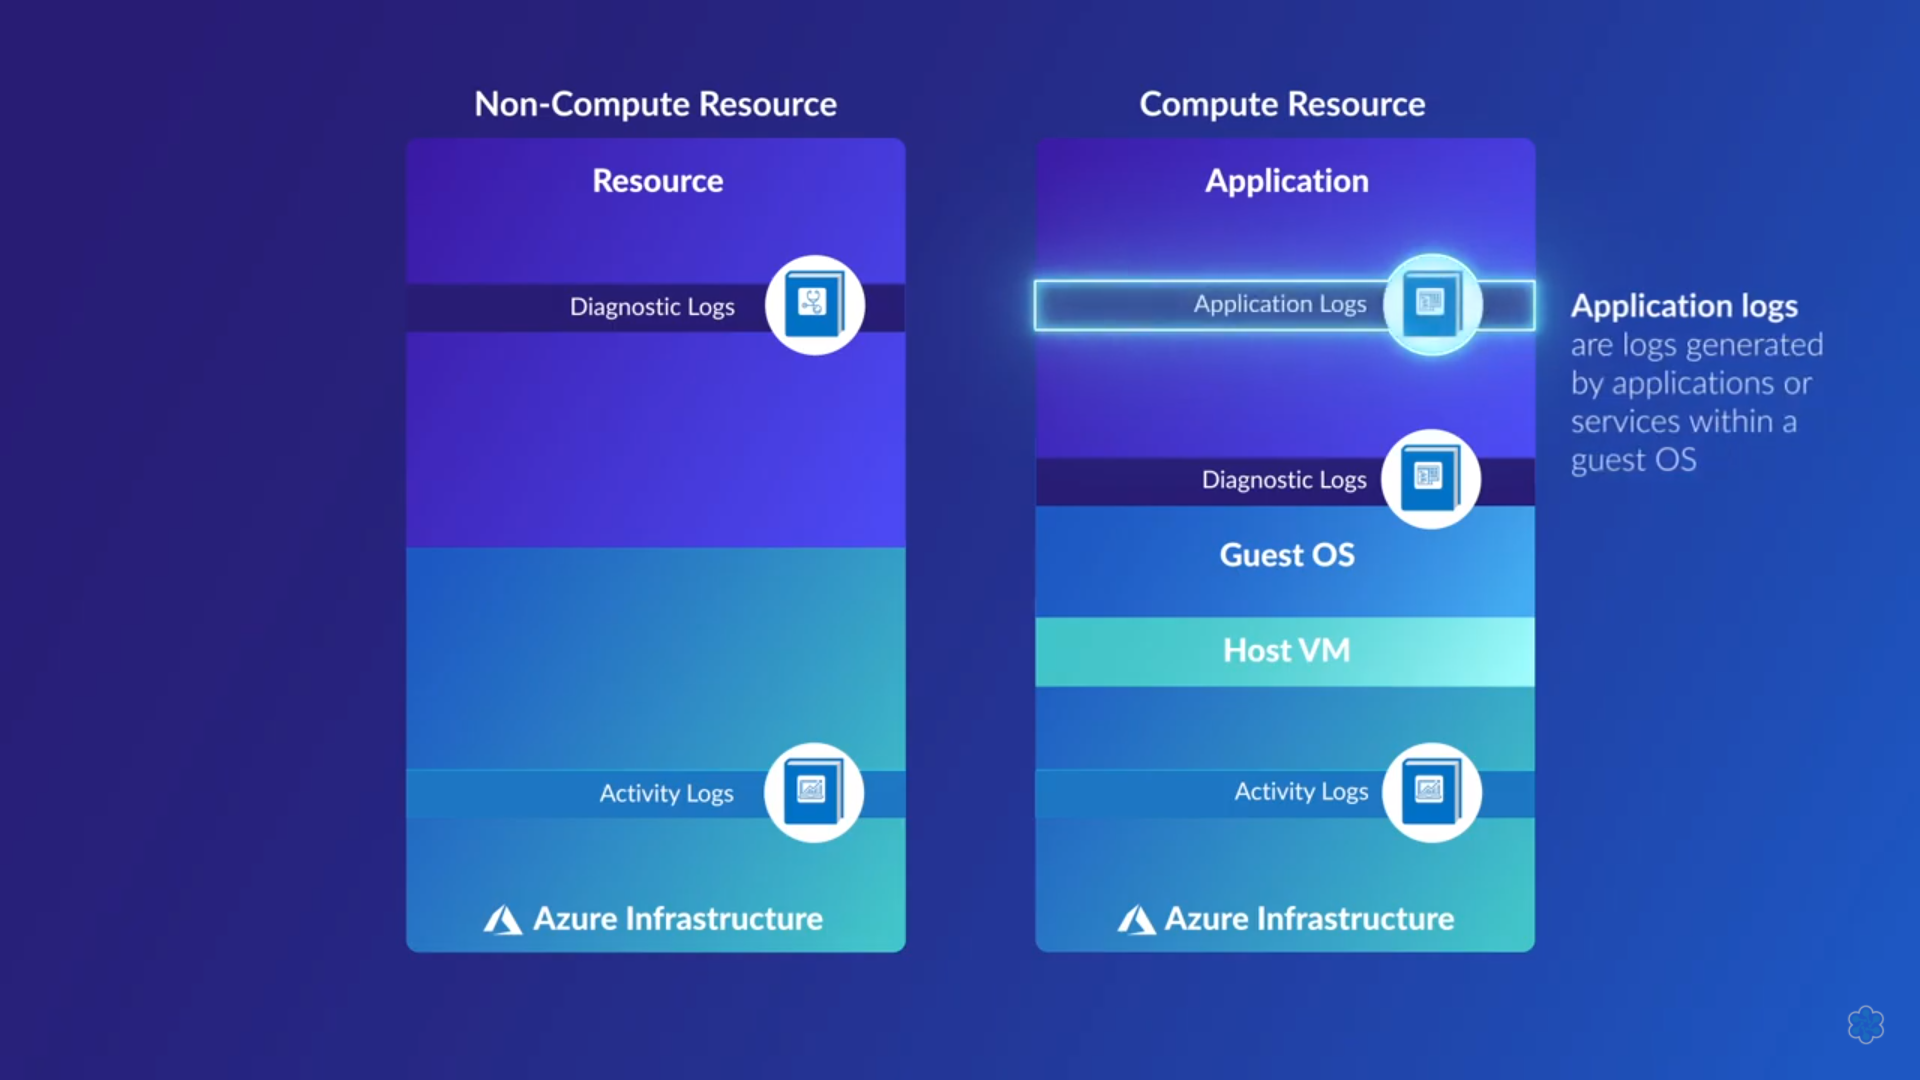 Non-Compute Resource
Resource
Diagnostic Logs
Activity Logs
Azure Infrastructure
Compute Resource
Application
Application Logs
Diagnostic Logs
Guest OS
Host VM
Activity Logs
Azure Infrastructure
Application logs
are logs generated
by applications or
services within a
guest OS